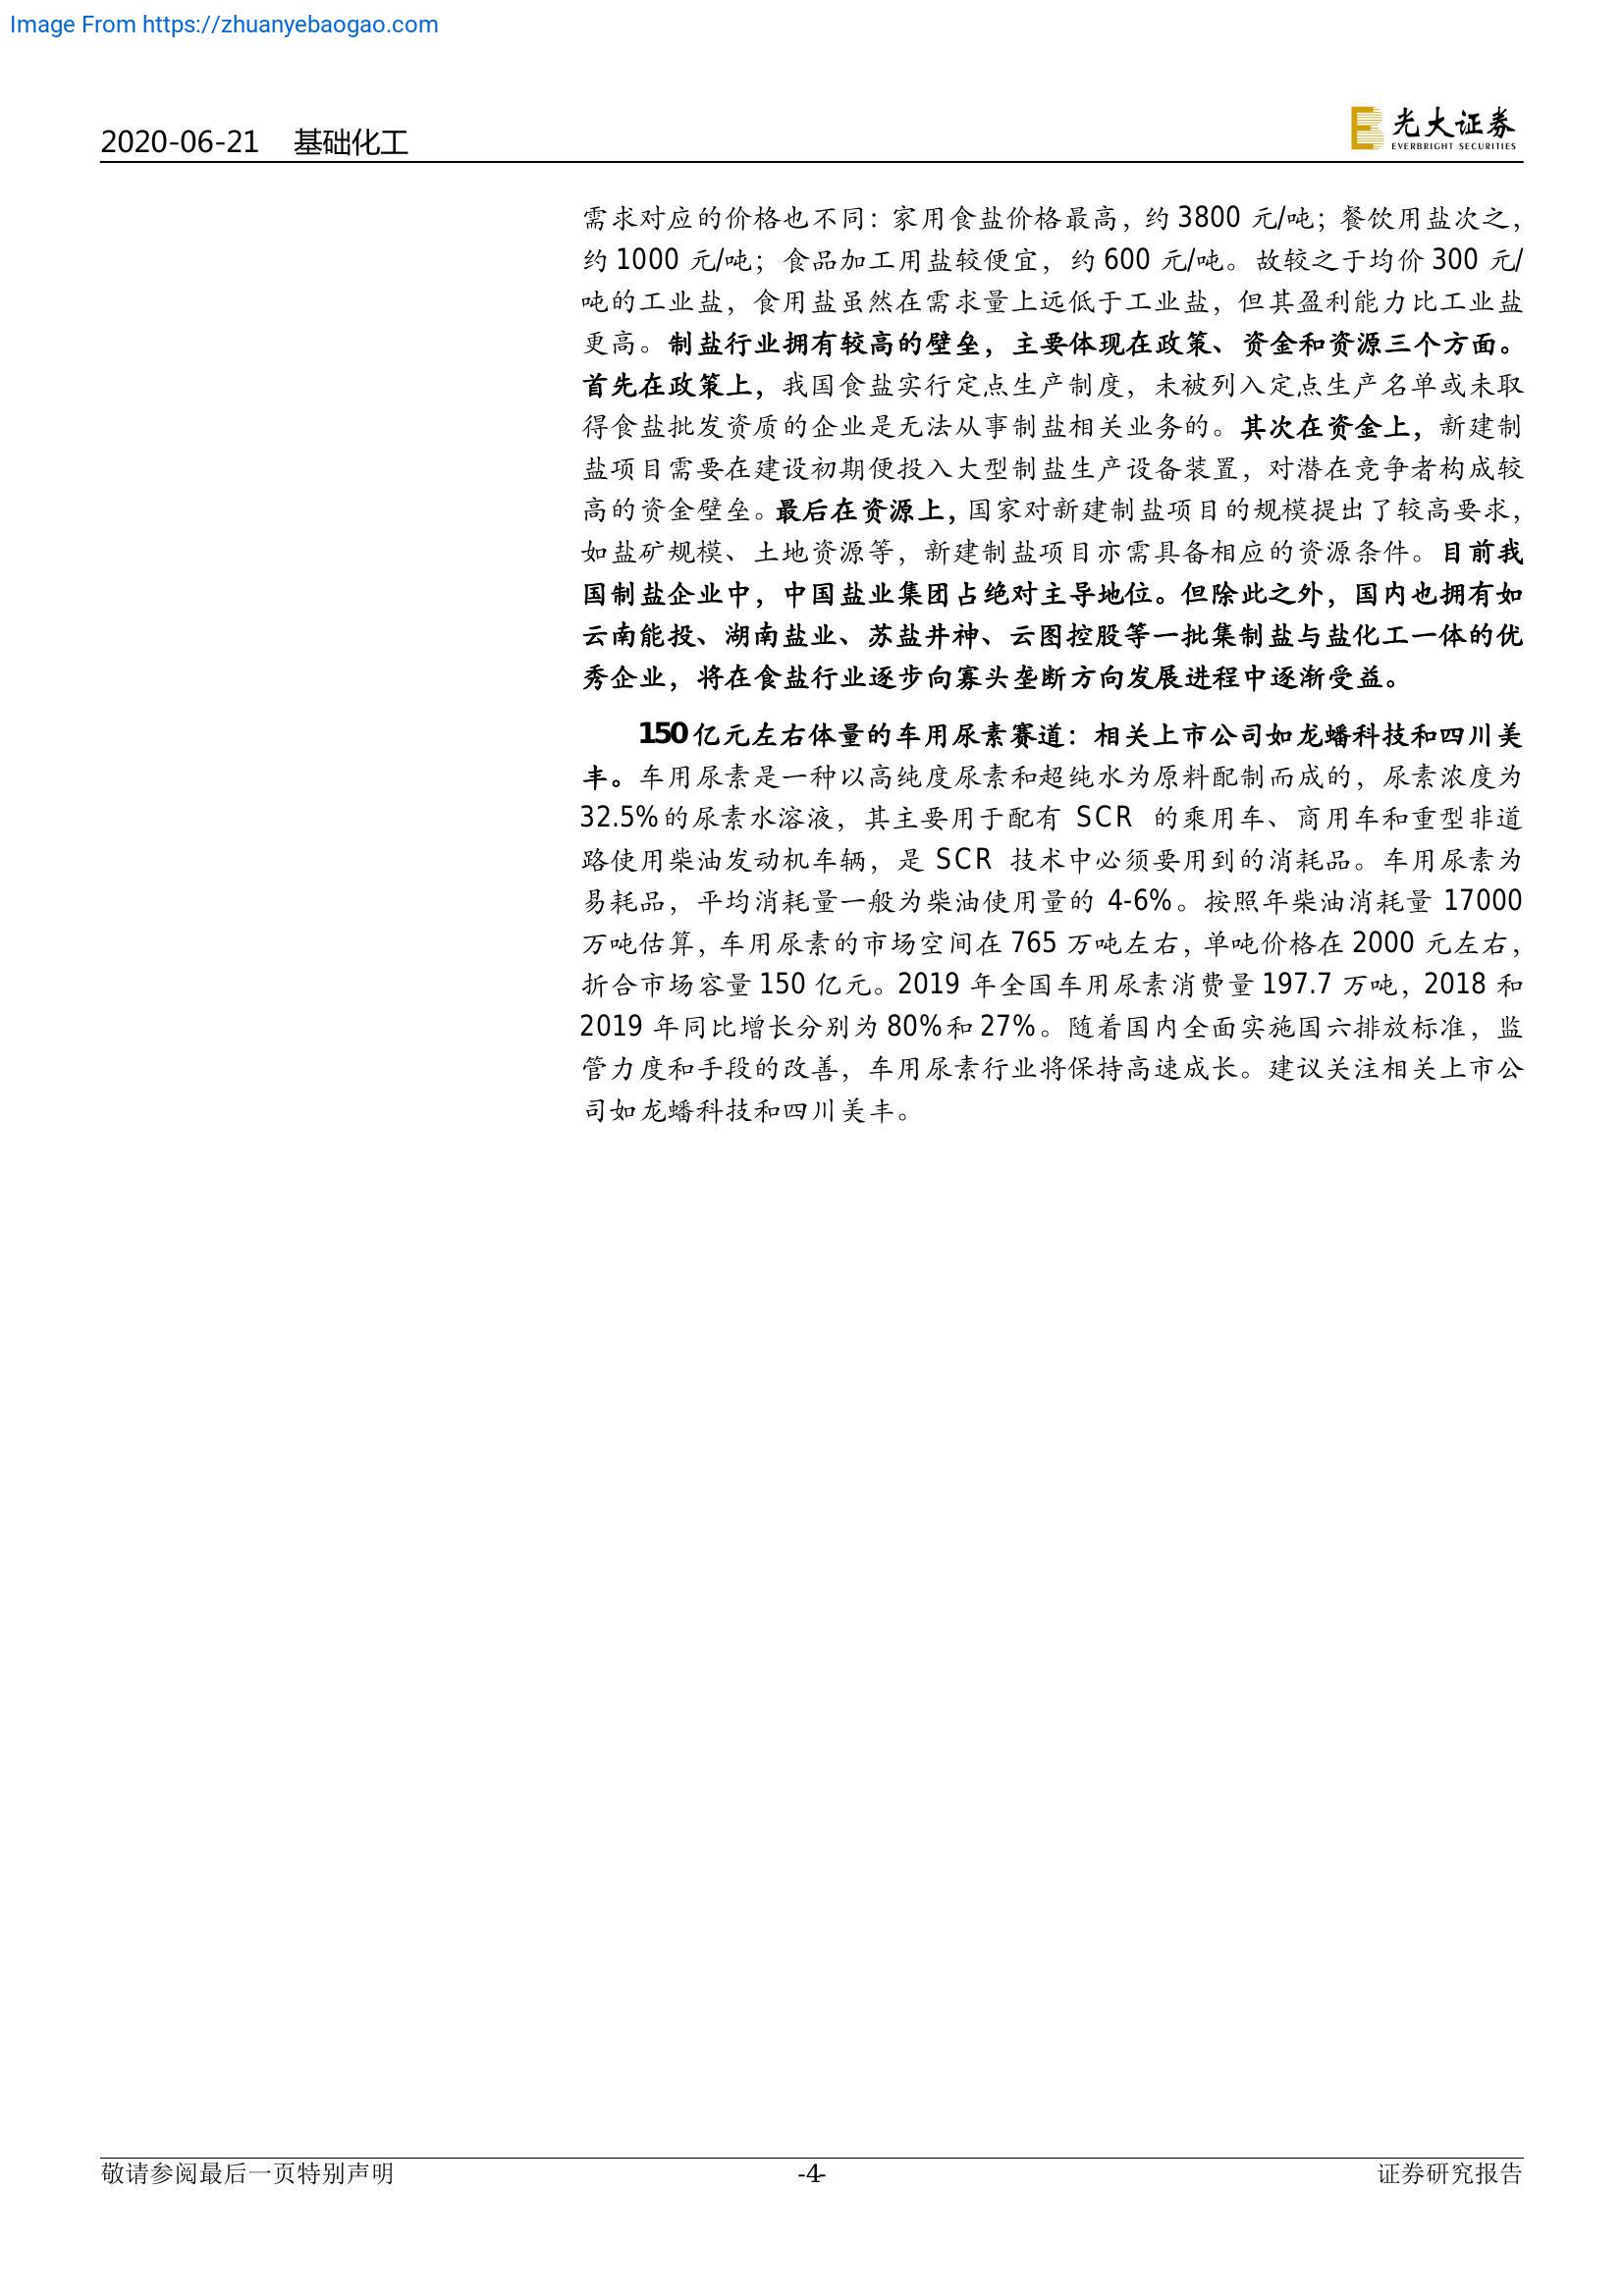 Image From https://zhuanyebaogao.com
2020-06-21 基础化工
光大证券
EVERBRIGHT SECURITIES
需求对应的价格也不同：家用食盐价格最高，约 3800 元/吨；餐饮用盐次之，
约 1000 元/吨；食品加工用盐较便宜，约 600 元/吨。故较之于均价 300 元/
吨的工业盐，食用盐虽然在需求量上远低于工业盐，但其盈利能力比工业盐
更高。制盐行业拥有较高的壁垒，主要体现在政策、资金和资源三个方面。
首先在政策上，我国食盐实行定点生产制度，未被列入定点生产名单或未取
得食盐批发资质的企业是无法从事制盐相关业务的。其次在资金上，新建制
盐项目需要在建设初期便投入大型制盐生产设备装置，对潜在竞争者构成较
高的资金壁垒。最后在资源上，国家对新建制盐项目的规模提出了较高要求，
如盐矿规模、土地资源等，新建制盐项目亦需具备相应的资源条件。目前我
国制盐企业中，中国盐业集团占绝对主导地位。但除此之外，国内也拥有如
云南能投、湖南盐业、苏盐井神、云图控股等一批集制盐与盐化工一体的优
秀企业，将在食盐行业逐步向寡头垄断方向发展进程中逐渐受益。
150 亿元左右体量的车用尿素赛道：相关上市公司如龙蟠科技和四川美
丰。车用尿素是一种以高纯度尿素和超纯水为原料配制而成的，尿素浓度为
32.5%的尿素水溶液，其主要用于配有 SCR 的乘用车、商用车和重型非道
路使用柴油发动机车辆，是 SCR 技术中必须要用到的消耗品。车用尿素为
易耗品，平均消耗量一般为柴油使用量的 4-6%。按照年柴油消耗量 17000
万吨估算，车用尿素的市场空间在 765 万吨左右，单吨价格在 2000 元左右，
折合市场容量 150 亿元。2019 年全国车用尿素消费量 197.7 万吨，2018 和
2019 年同比增长分别为 80%和 27%。随着国内全面实施国六排放标准，监
管力度和手段的改善，车用尿素行业将保持高速成长。建议关注相关上市公
司如龙蟠科技和四川美丰。
敬请参阅最后一页特别声明 -4- 证券研究报告